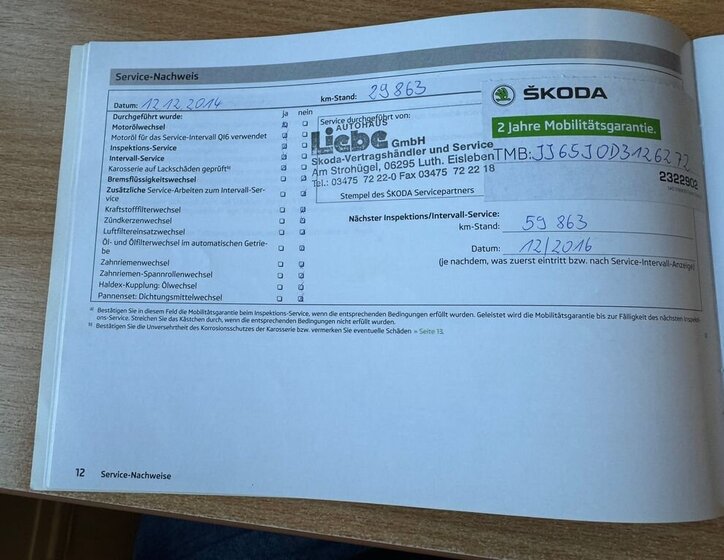 Service-Nachweis
Datum: 12.12.2014
km-Stand: 29 863
Durchgeführt wurde: ja nein
Motorölwechsel
Motoröl für das Service-Intervall QI6 verwendet
Inspektions-Service
Intervall-Service
Karosserie auf Lackschäden geprüft b)
Bremsflüssigkeitswechsel
Zusätzliche Service-Arbeiten zum Intervall-Ser-
vice
Kraftstofffilterwechsel
Zündkerzenwechsel
Luftfiltereinsatzwechsel
Öl- und Ölfilterwechsel im automatischen Getrie-
be
Zahnriemenwechsel
Zahnriemen-Spannrollenwechsel
Haldex-Kupplung: Ölwechsel
Pannenset: Dichtungsmittelwechsel
Service durchgeführt von:
AUTOHAUS
Liebe GmbH
Skoda-Vertragshändler und Service
Am Strohügel, 06295 Luth. Eisleben
Tel.: 03475 72 22-0 Fax 03475 72 22 18
Stempel des ŠKODA Servicepartners
ŠKODA
2 Jahre Mobilitätsgarantie.
TMB: JJ65J0D3126272
2322902
Nächster Inspektions/Intervall-Service:
km-Stand: 59 863
Datum: 12/2016
(je nachdem, was zuerst eintritt bzw. nach Service-Intervall-Anzeige)
a) Bestätigen Sie in diesem Feld die Mobilitätsgarantie beim Inspektions-Service, wenn die entsprechenden Bedingungen erfüllt wurden. Geleistet wird die Mobilitätsgarantie bis zur Fälligkeit des nächsten Inspekti-
ons-Service. Streichen Sie das Kästchen durch, wenn die entsprechenden Bedingungen nicht erfüllt wurden.
b) Bestätigen Sie die Unversehrtheit des Korrosionsschutzes der Karosserie bzw. vermerken Sie eventuelle Schäden » Seite 13.
12 Service-Nachweise